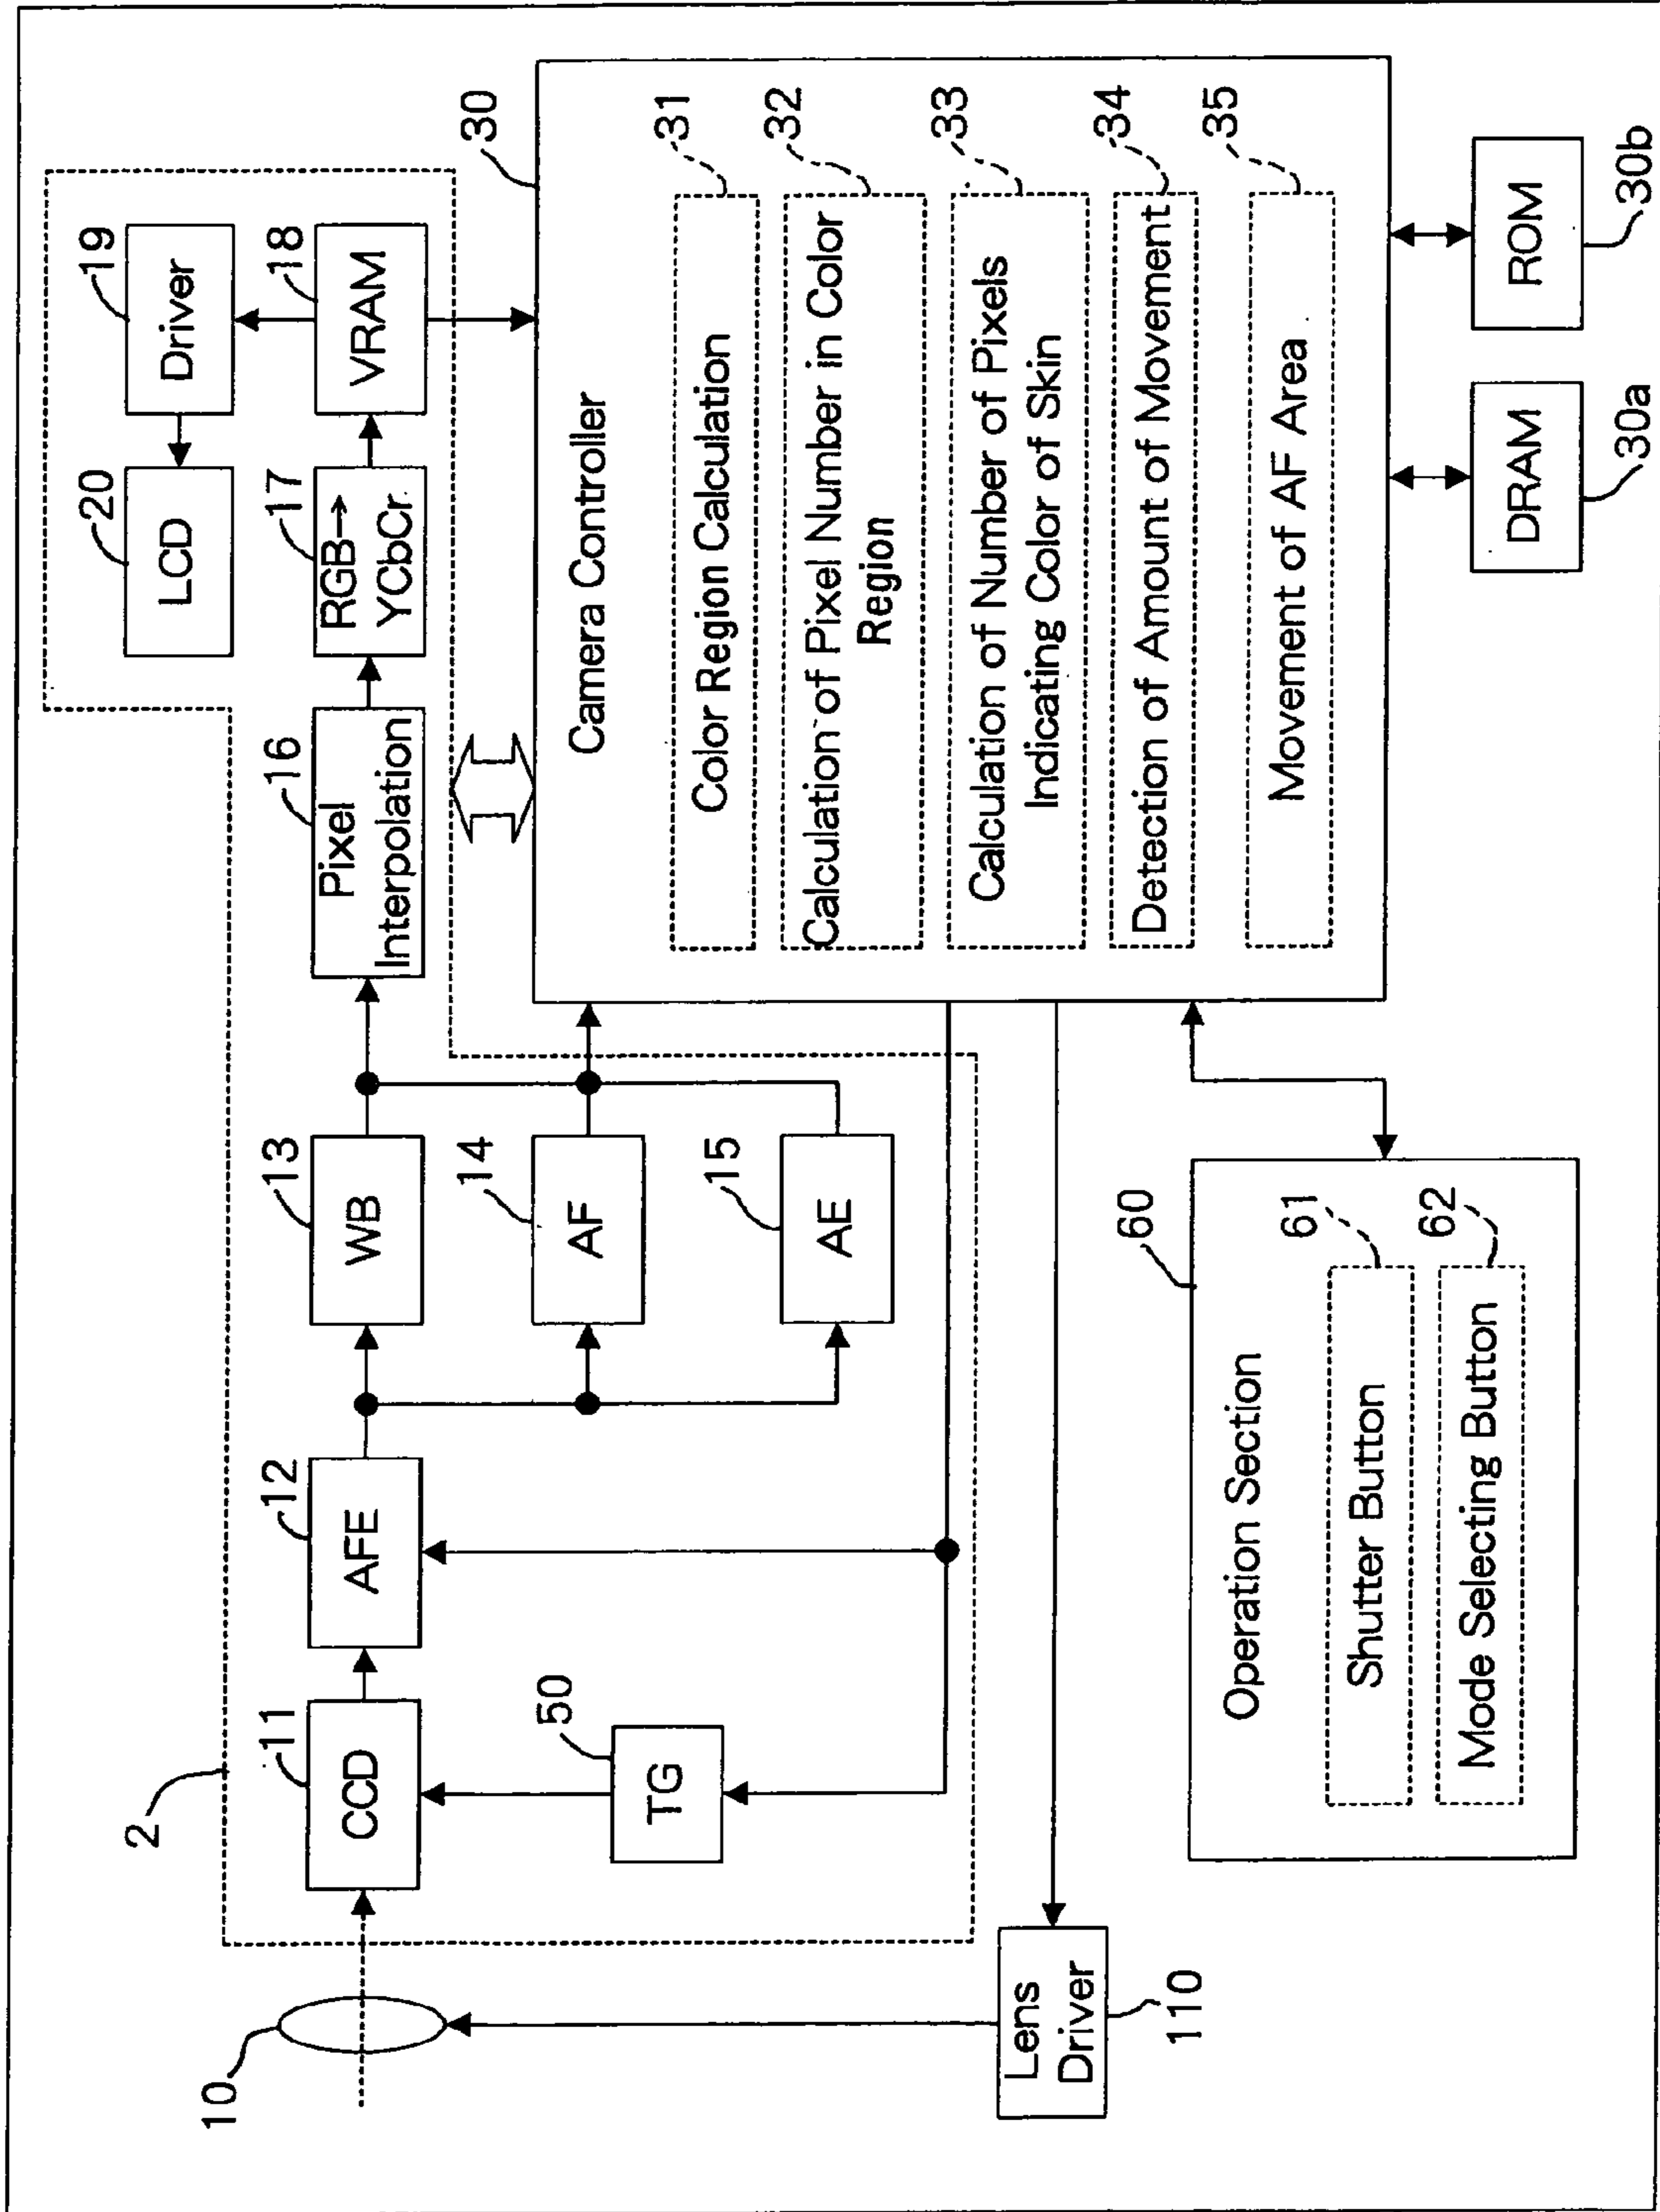 2
10
11
CCD
12
AFE
13
WB
14
AF
15
AE
50
TG
16
Pixel
Interpolation
17
RGB→
YCbCr
18
VRAM
19
Driver
20
LCD
30
Camera Controller
Color Region Calculation
31
Calculation of Pixel Number in Color
Region
32
Calculation of Number of Pixels
Indicating Color of Skin
33
Detection of Amount of Movement
34
Movement of AF Area
35
Lens
Driver
110
60
Operation Section
Shutter Button
61
Mode Selecting Button
62
DRAM
30a
ROM
30b